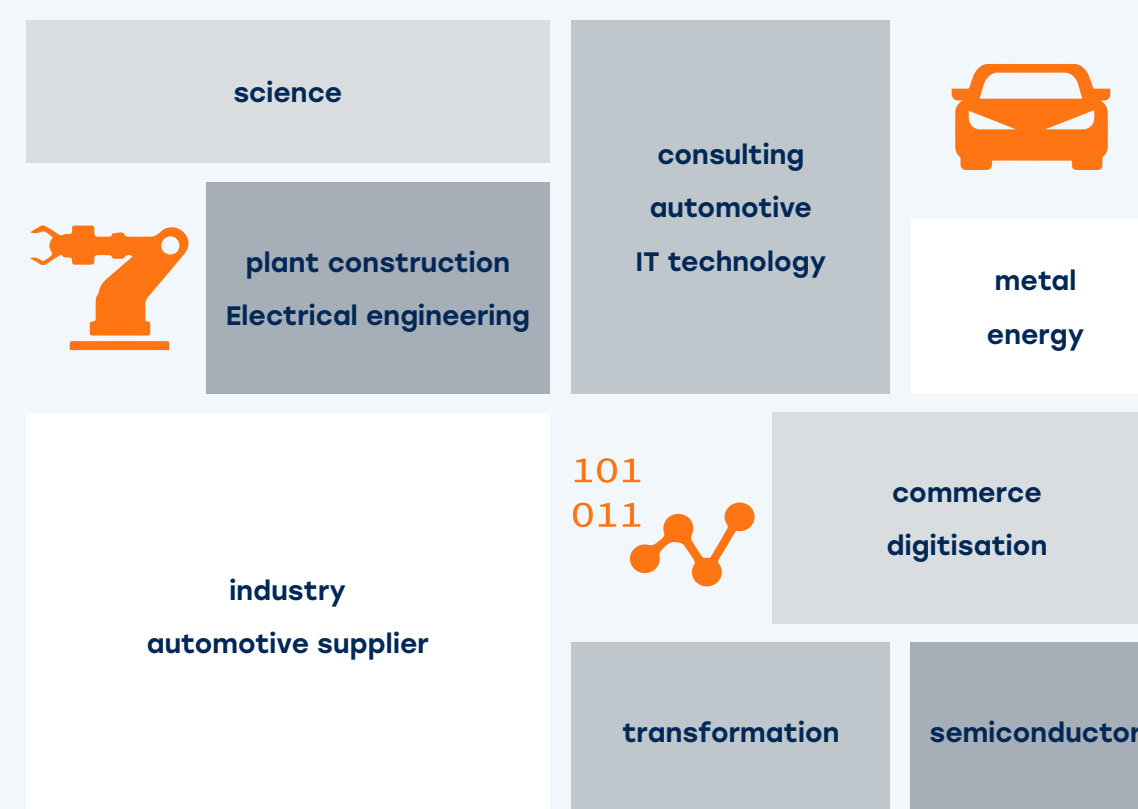 science
plant construction
Electrical engineering
consulting
automotive
IT technology
metal
energy
101
011
commerce
digitisation
industry
automotive supplier
transformation
semiconductor